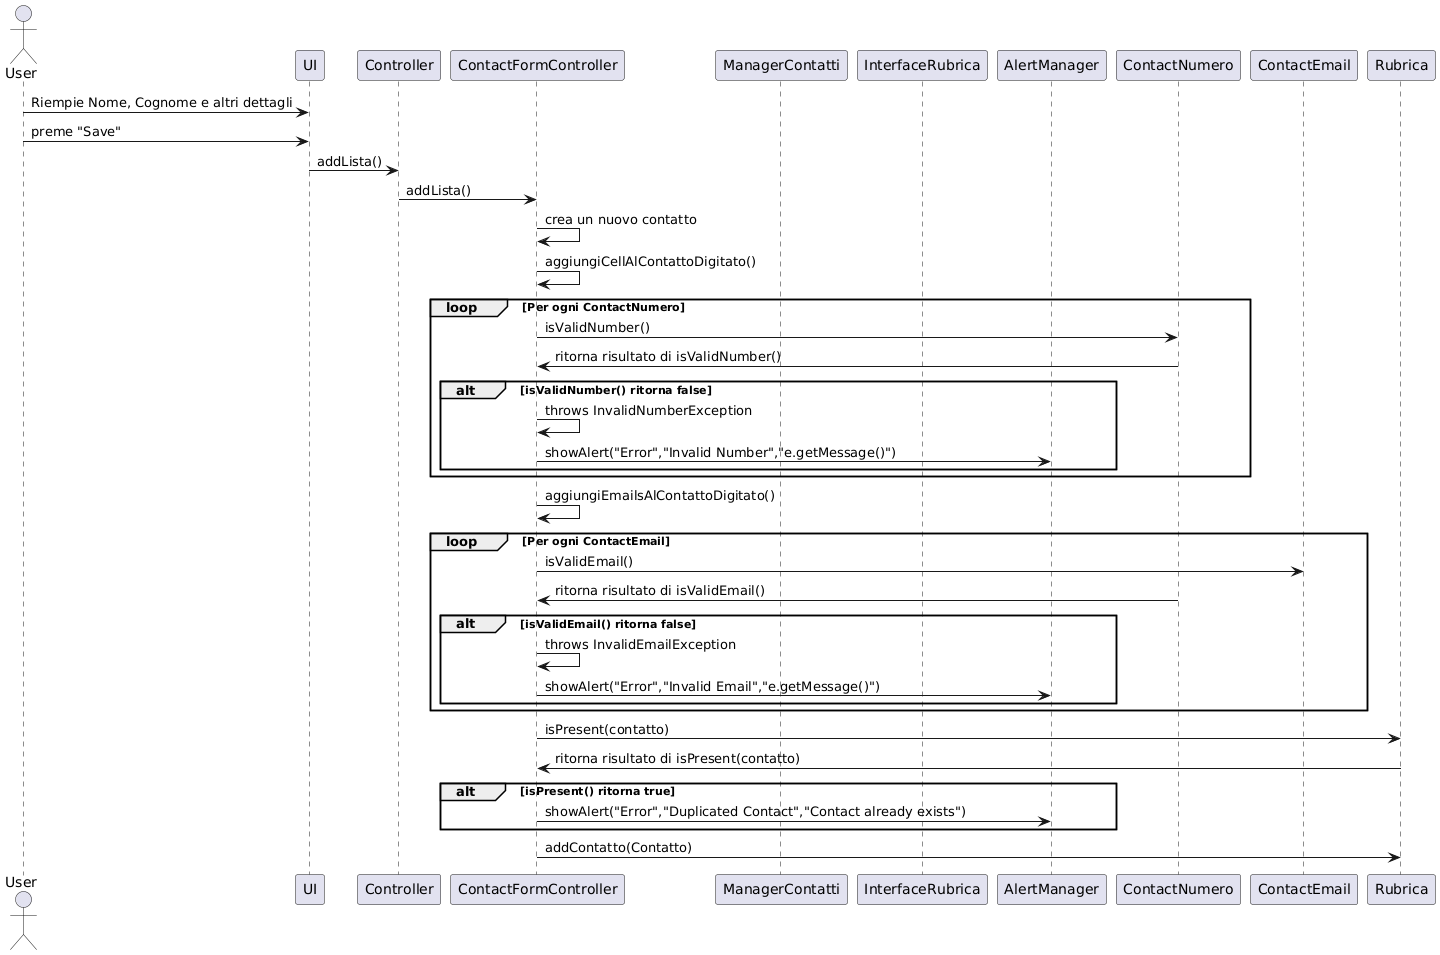 User
UI
Controller
ContactFormController
ManagerContatti
InterfaceRubrica
AlertManager
ContactNumero
ContactEmail
Rubrica
Riempie Nome, Cognome e altri dettagli
preme "Save"
addLista()
addLista()
crea un nuovo contatto
aggiungiCellAlContattoDigitato()
loop
[Per ogni ContactNumero]
isValidNumber()
ritorna risultato di isValidNumber()
alt
[isValidNumber() ritorna false]
throws InvalidNumberException
showAlert("Error","Invalid Number","e.getMessage()")
aggiungiEmailsAlContattoDigitato()
loop
[Per ogni ContactEmail]
isValidEmail()
ritorna risultato di isValidEmail()
alt
[isValidEmail() ritorna false]
throws InvalidEmailException
showAlert("Error","Invalid Email","e.getMessage()")
isPresent(contatto)
ritorna risultato di isPresent(contatto)
alt
[isPresent() ritorna true]
showAlert("Error","Duplicated Contact","Contact already exists")
addContatto(Contatto)
User
UI
Controller
ContactFormController
ManagerContatti
InterfaceRubrica
AlertManager
ContactNumero
ContactEmail
Rubrica